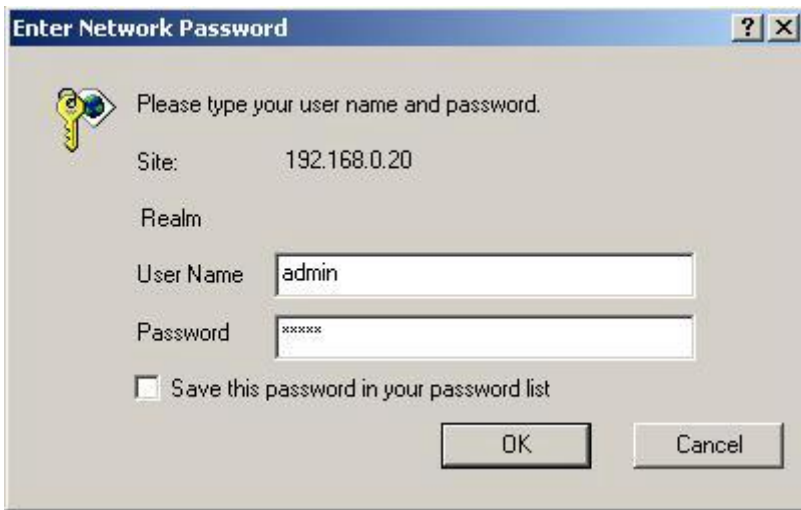 Enter Network Password
Please type your user name and password.
Site: 192.168.0.20
Realm
User Name admin
Password xxxxx
Save this password in your password list
OK Cancel